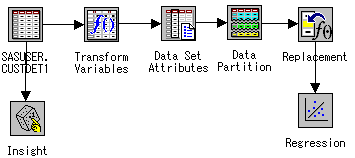 SASUSER.
CUSTDET1
Transform
Variables
Data Set
Attributes
Data
Partition
Replacement
Insight
Regression